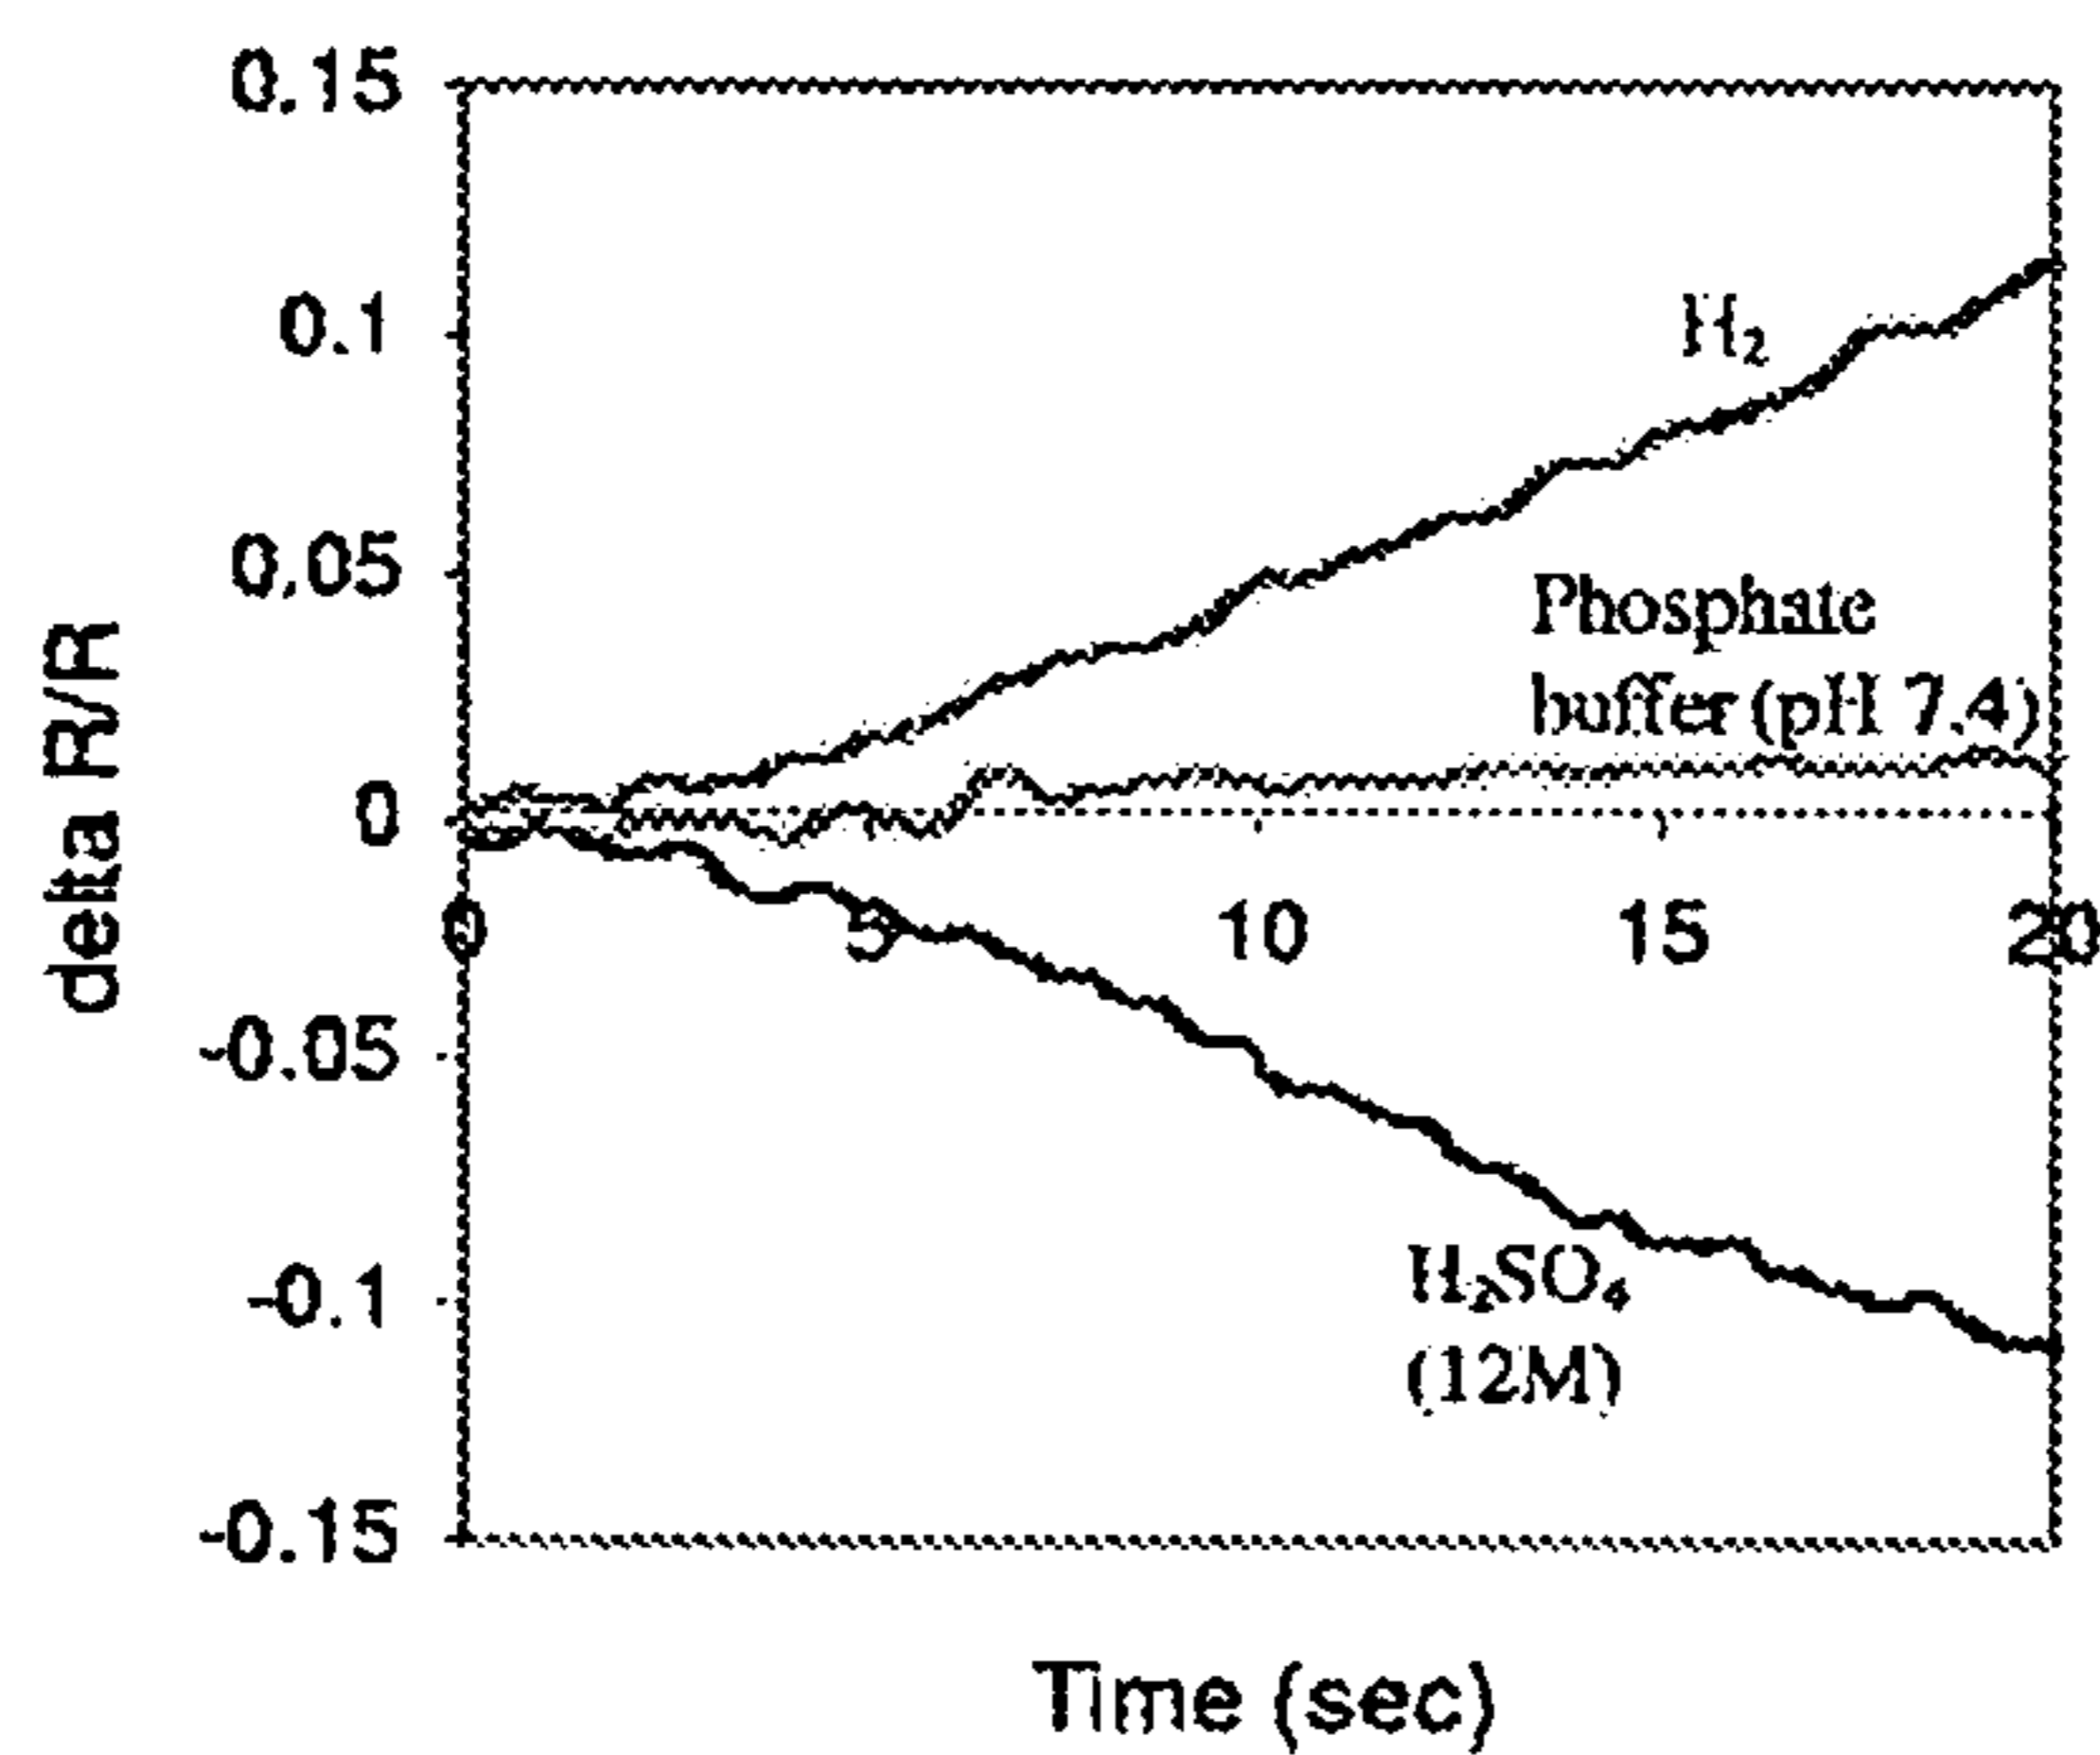 0.15
0.1
0.05
0
-0.05
-0.1
-0.15
delta R/R
H₂
Phosphate
buffer (pH 7.4)
0 5 10 15 20
H₂SO₄
(12M)
Time (sec)